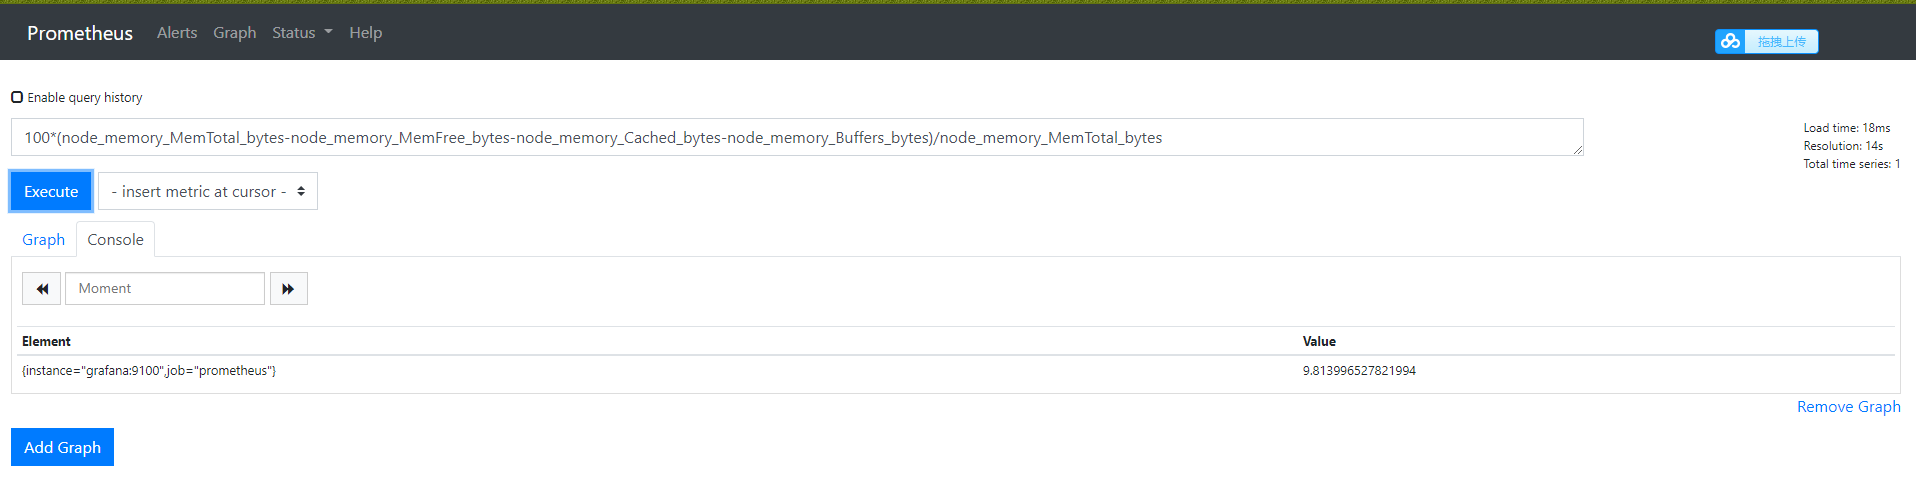 Prometheus Alerts Graph Status Help
拖拽上传
Enable query history
100*(node_memory_MemTotal_bytes-node_memory_MemFree_bytes-node_memory_Cached_bytes-node_memory_Buffers_bytes)/node_memory_MemTotal_bytes
Load time: 18ms
Resolution: 14s
Total time series: 1
Execute - insert metric at cursor -
Graph Console
Moment
Element Value
{instance="grafana:9100",job="prometheus"} 9.813996527821994
Remove Graph
Add Graph